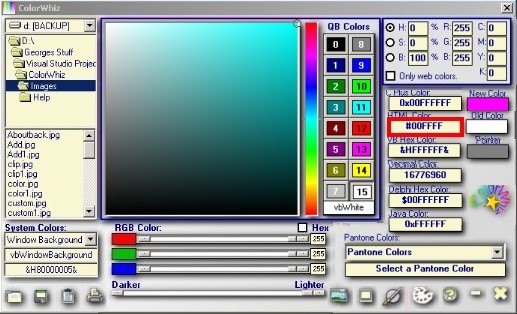 ColorWhiz
d: [BACKUP]
D:\
Georges Stuff
Visual Studio Projec
ColorWhiz
Images
Help
Aboutback.jpg
Add.jpg
Add1.jpg
clip.jpg
clip1.jpg
color.jpg
color1.jpg
custom.jpg
custom1.jpg
QB Colors
0 8
1 9
2 10
3 11
4 12
5 13
6 14
7 15
vbWhite
H: 0 % R: 255 C: 0
S: 0 % G: 255 M: 0
B: 100 % B: 255 Y: 0
Only web colors. K: 0
C Plus Color: New Color
0x00FFFFFF
HTML Color: Old Color
#00FFFF
VB Hex Color: Pointer
&HFFFFFF&
Decimal Color:
16776960
Delphi Hex Color:
$00FFFFFF
Java Color:
0xFFFFFF
System Colors:
Window Background
vbWindowBackground
&H80000005&
RGB Color: Hex
255
255
255
Darker Lighter
Pantone Colors:
Pantone Colors
Select a Pantone Color